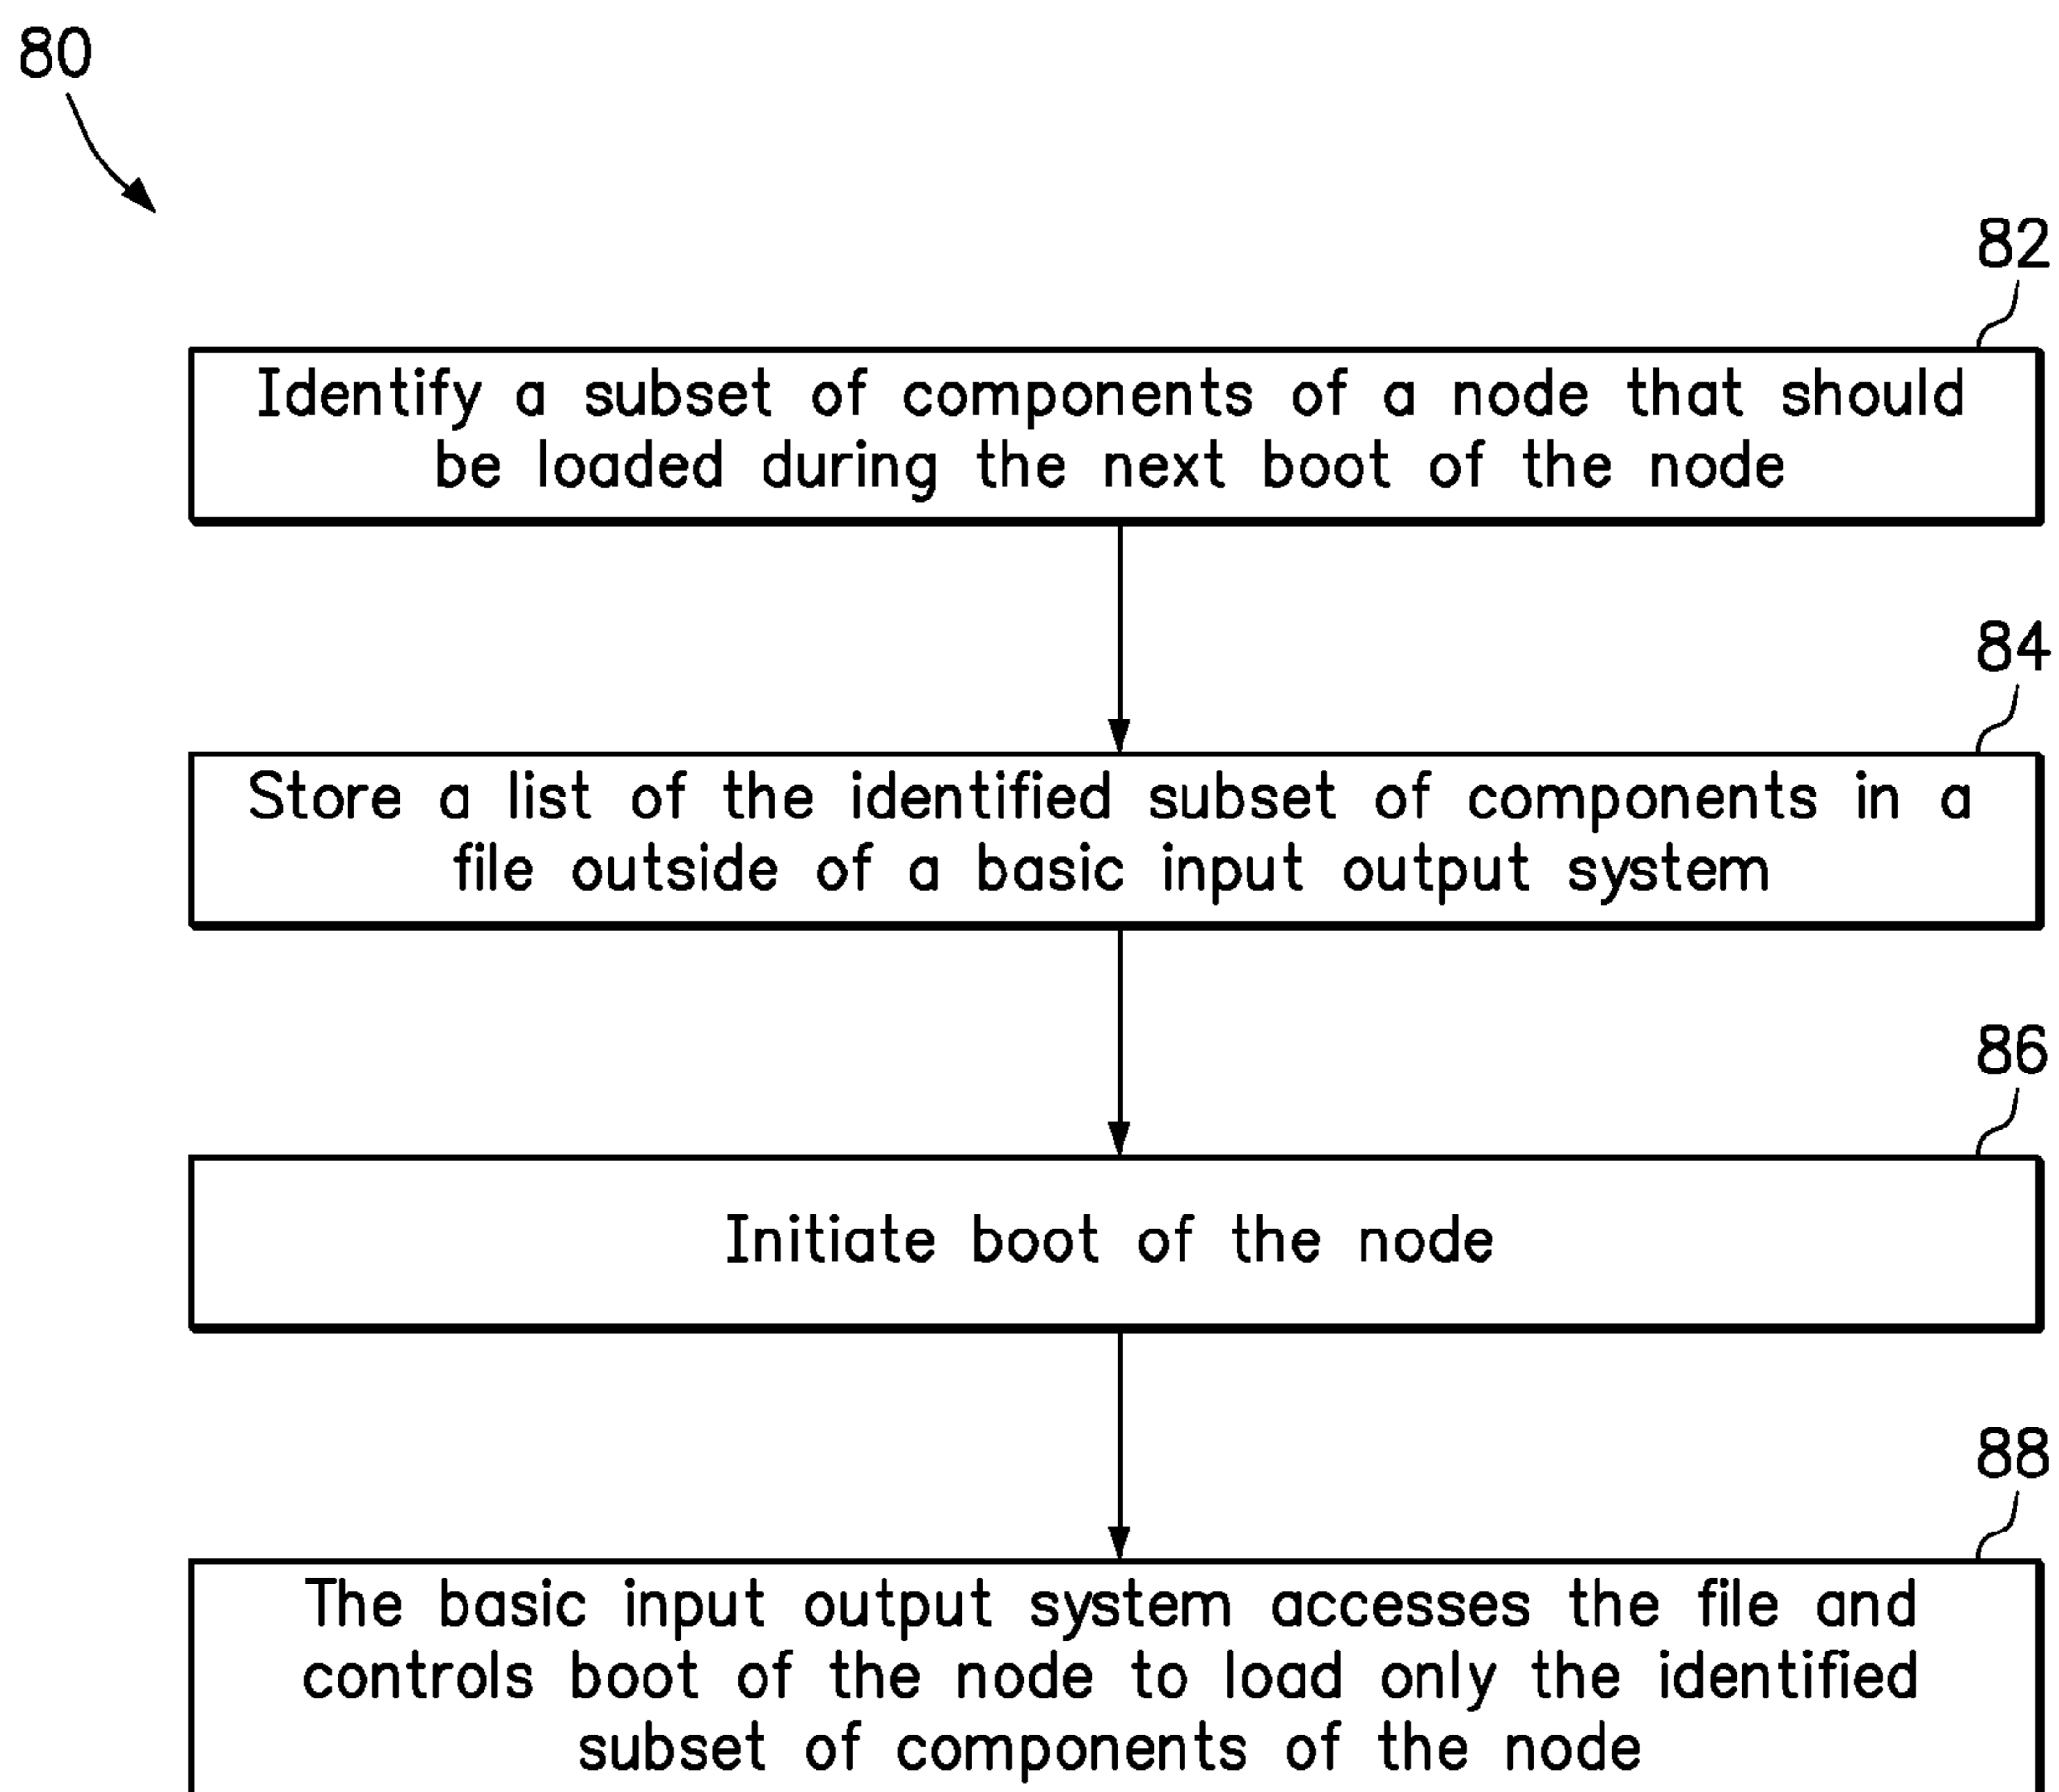 80
82
Identify a subset of components of a node that should
be loaded during the next boot of the node
84
Store a list of the identified subset of components in a
file outside of a basic input output system
86
Initiate boot of the node
88
The basic input output system accesses the file and
controls boot of the node to load only the identified
subset of components of the node